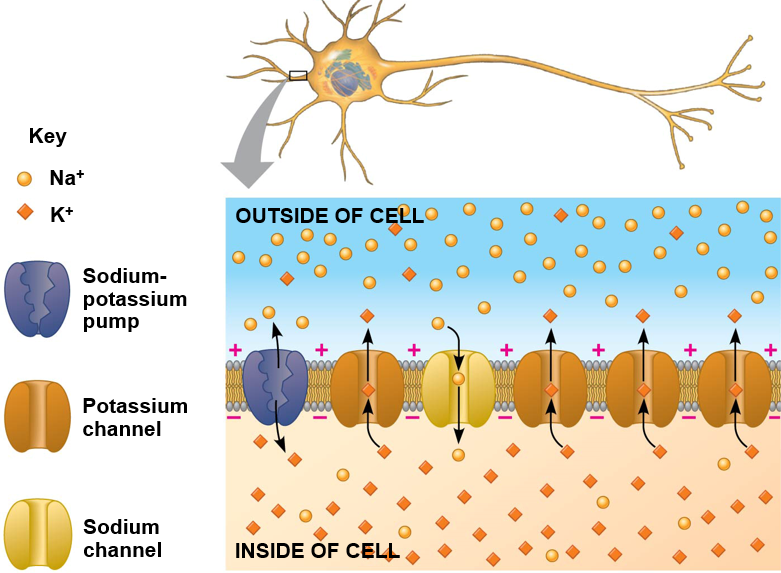 Key
Na⁺
K⁺
Sodium-
potassium
pump
Potassium
channel
Sodium
channel
OUTSIDE OF CELL
+ + + + + +
– – – – – –
INSIDE OF CELL